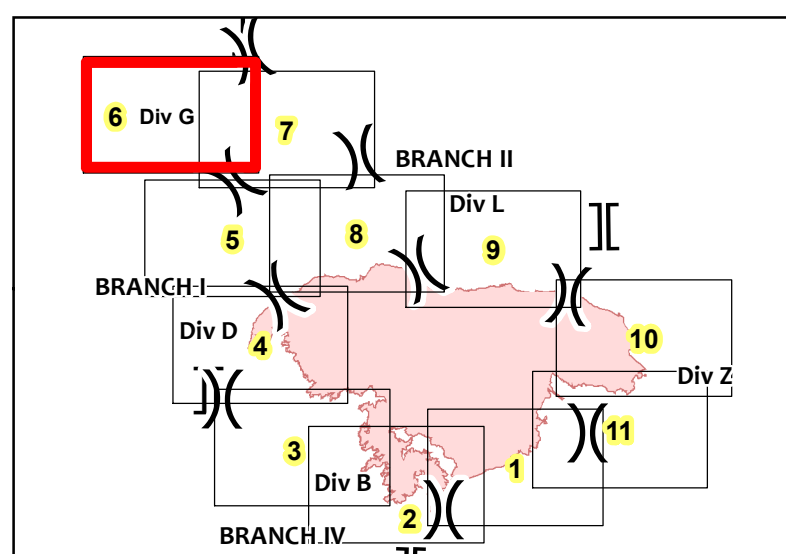 6
Div G
7
BRANCH II
Div L
5
8
9
BRANCH I
Div D
4
10
Div Z
3
11
1
Div B
2
BRANCH IV